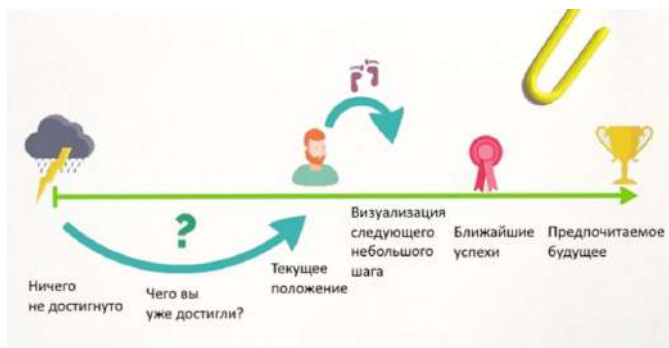 Ничего
не достигнуто
?
Чего вы
уже достигли?
Текущее
положение
Визуализация
следующего
небольшого
шага
Ближайшие
успехи
Предпочитаемое
будущее